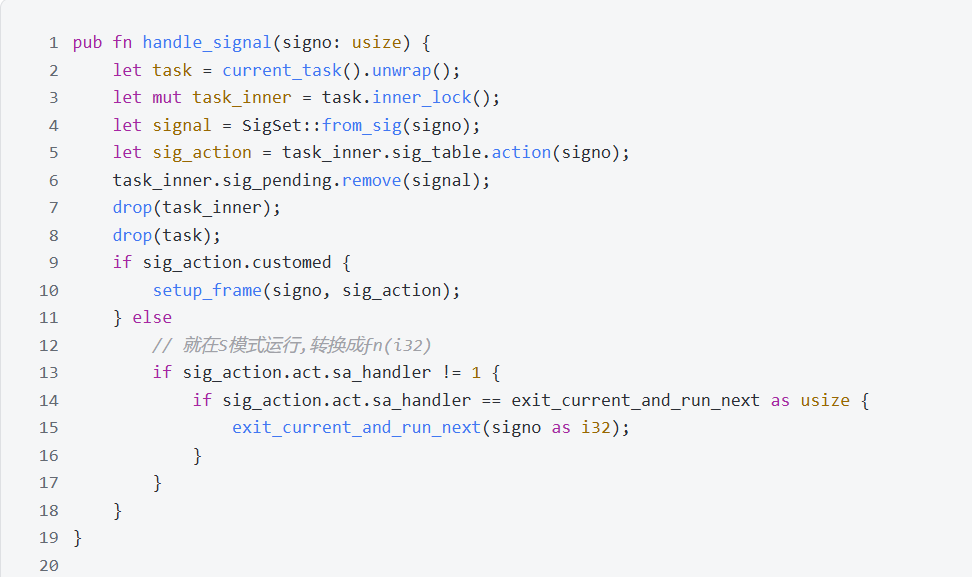 1 pub fn handle_signal(signo: usize) {
2     let task = current_task().unwrap();
3     let mut task_inner = task.inner_lock();
4     let signal = SigSet::from_sig(signo);
5     let sig_action = task_inner.sig_table.action(signo);
6     task_inner.sig_pending.remove(signal);
7     drop(task_inner);
8     drop(task);
9     if sig_action.customed {
10         setup_frame(signo, sig_action);
11     } else
12         // 就在S模式运行,转换成fn(i32)
13         if sig_action.act.sa_handler != 1 {
14             if sig_action.act.sa_handler == exit_current_and_run_next as usize {
15                 exit_current_and_run_next(signo as i32);
16             }
17         }
18     }
19 }
20